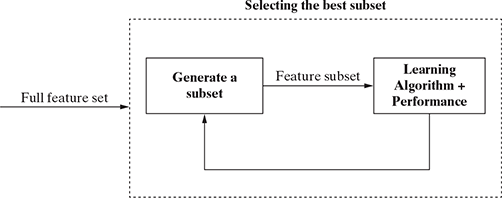 Selecting the best subset
Full feature set
Generate a
subset
Feature subset
Learning
Algorithm +
Performance